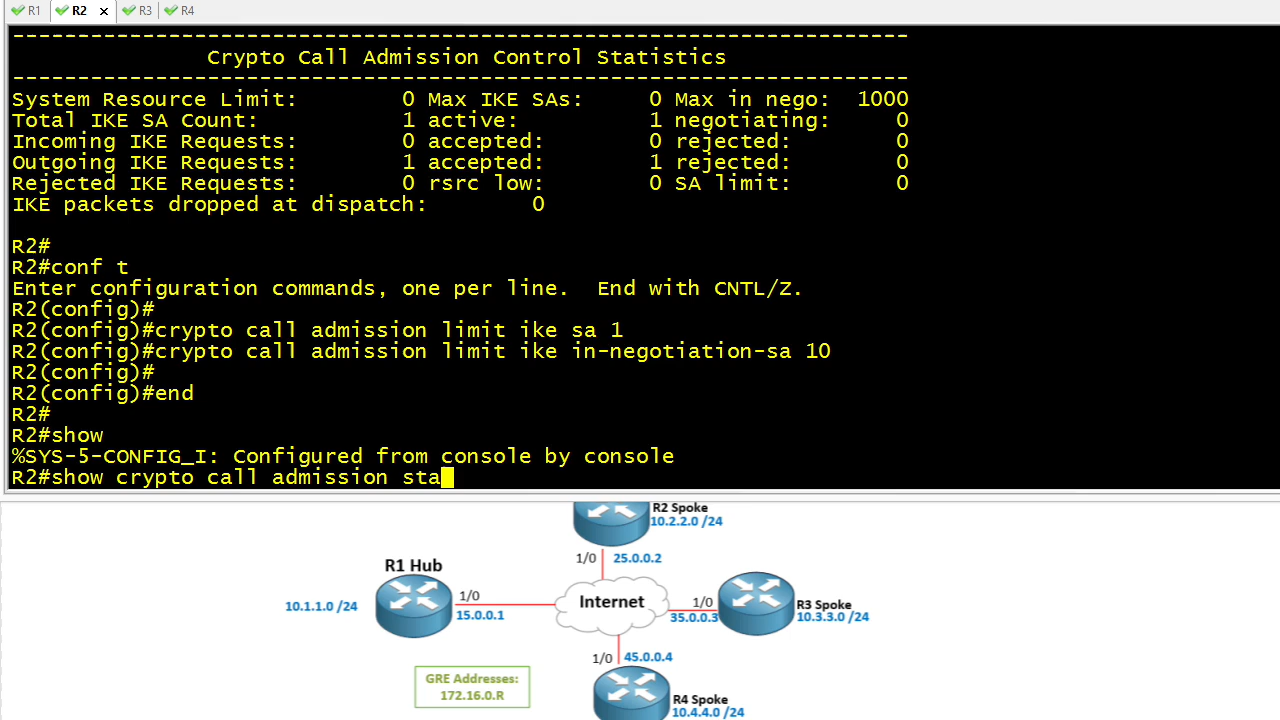 R1 R2 × R3 R4
----------------------------------------------------------------------
Crypto Call Admission Control Statistics
----------------------------------------------------------------------
System Resource Limit: 0 Max IKE SAs: 0 Max in nego: 1000
Total IKE SA Count: 1 active: 1 negotiating: 0
Incoming IKE Requests: 0 accepted: 0 rejected: 0
Outgoing IKE Requests: 1 accepted: 1 rejected: 0
Rejected IKE Requests: 0 rsrc low: 0 SA limit: 0
IKE packets dropped at dispatch: 0
R2#
R2#conf t
Enter configuration commands, one per line.  End with CNTL/Z.
R2(config)#
R2(config)#crypto call admission limit ike sa 1
R2(config)#crypto call admission limit ike in-negotiation-sa 10
R2(config)#
R2(config)#end
R2#
R2#show
%SYS-5-CONFIG_I: Configured from console by console
R2#show crypto call admission sta
R2 Spoke
10.2.2.0 /24
1/0 25.0.0.2
R1 Hub
10.1.1.0 /24
1/0
15.0.0.1
Internet
1/0
35.0.0.3
R3 Spoke
10.3.3.0 /24
1/0 45.0.0.4
GRE Addresses:
172.16.0.R
R4 Spoke
10.4.4.0 /24